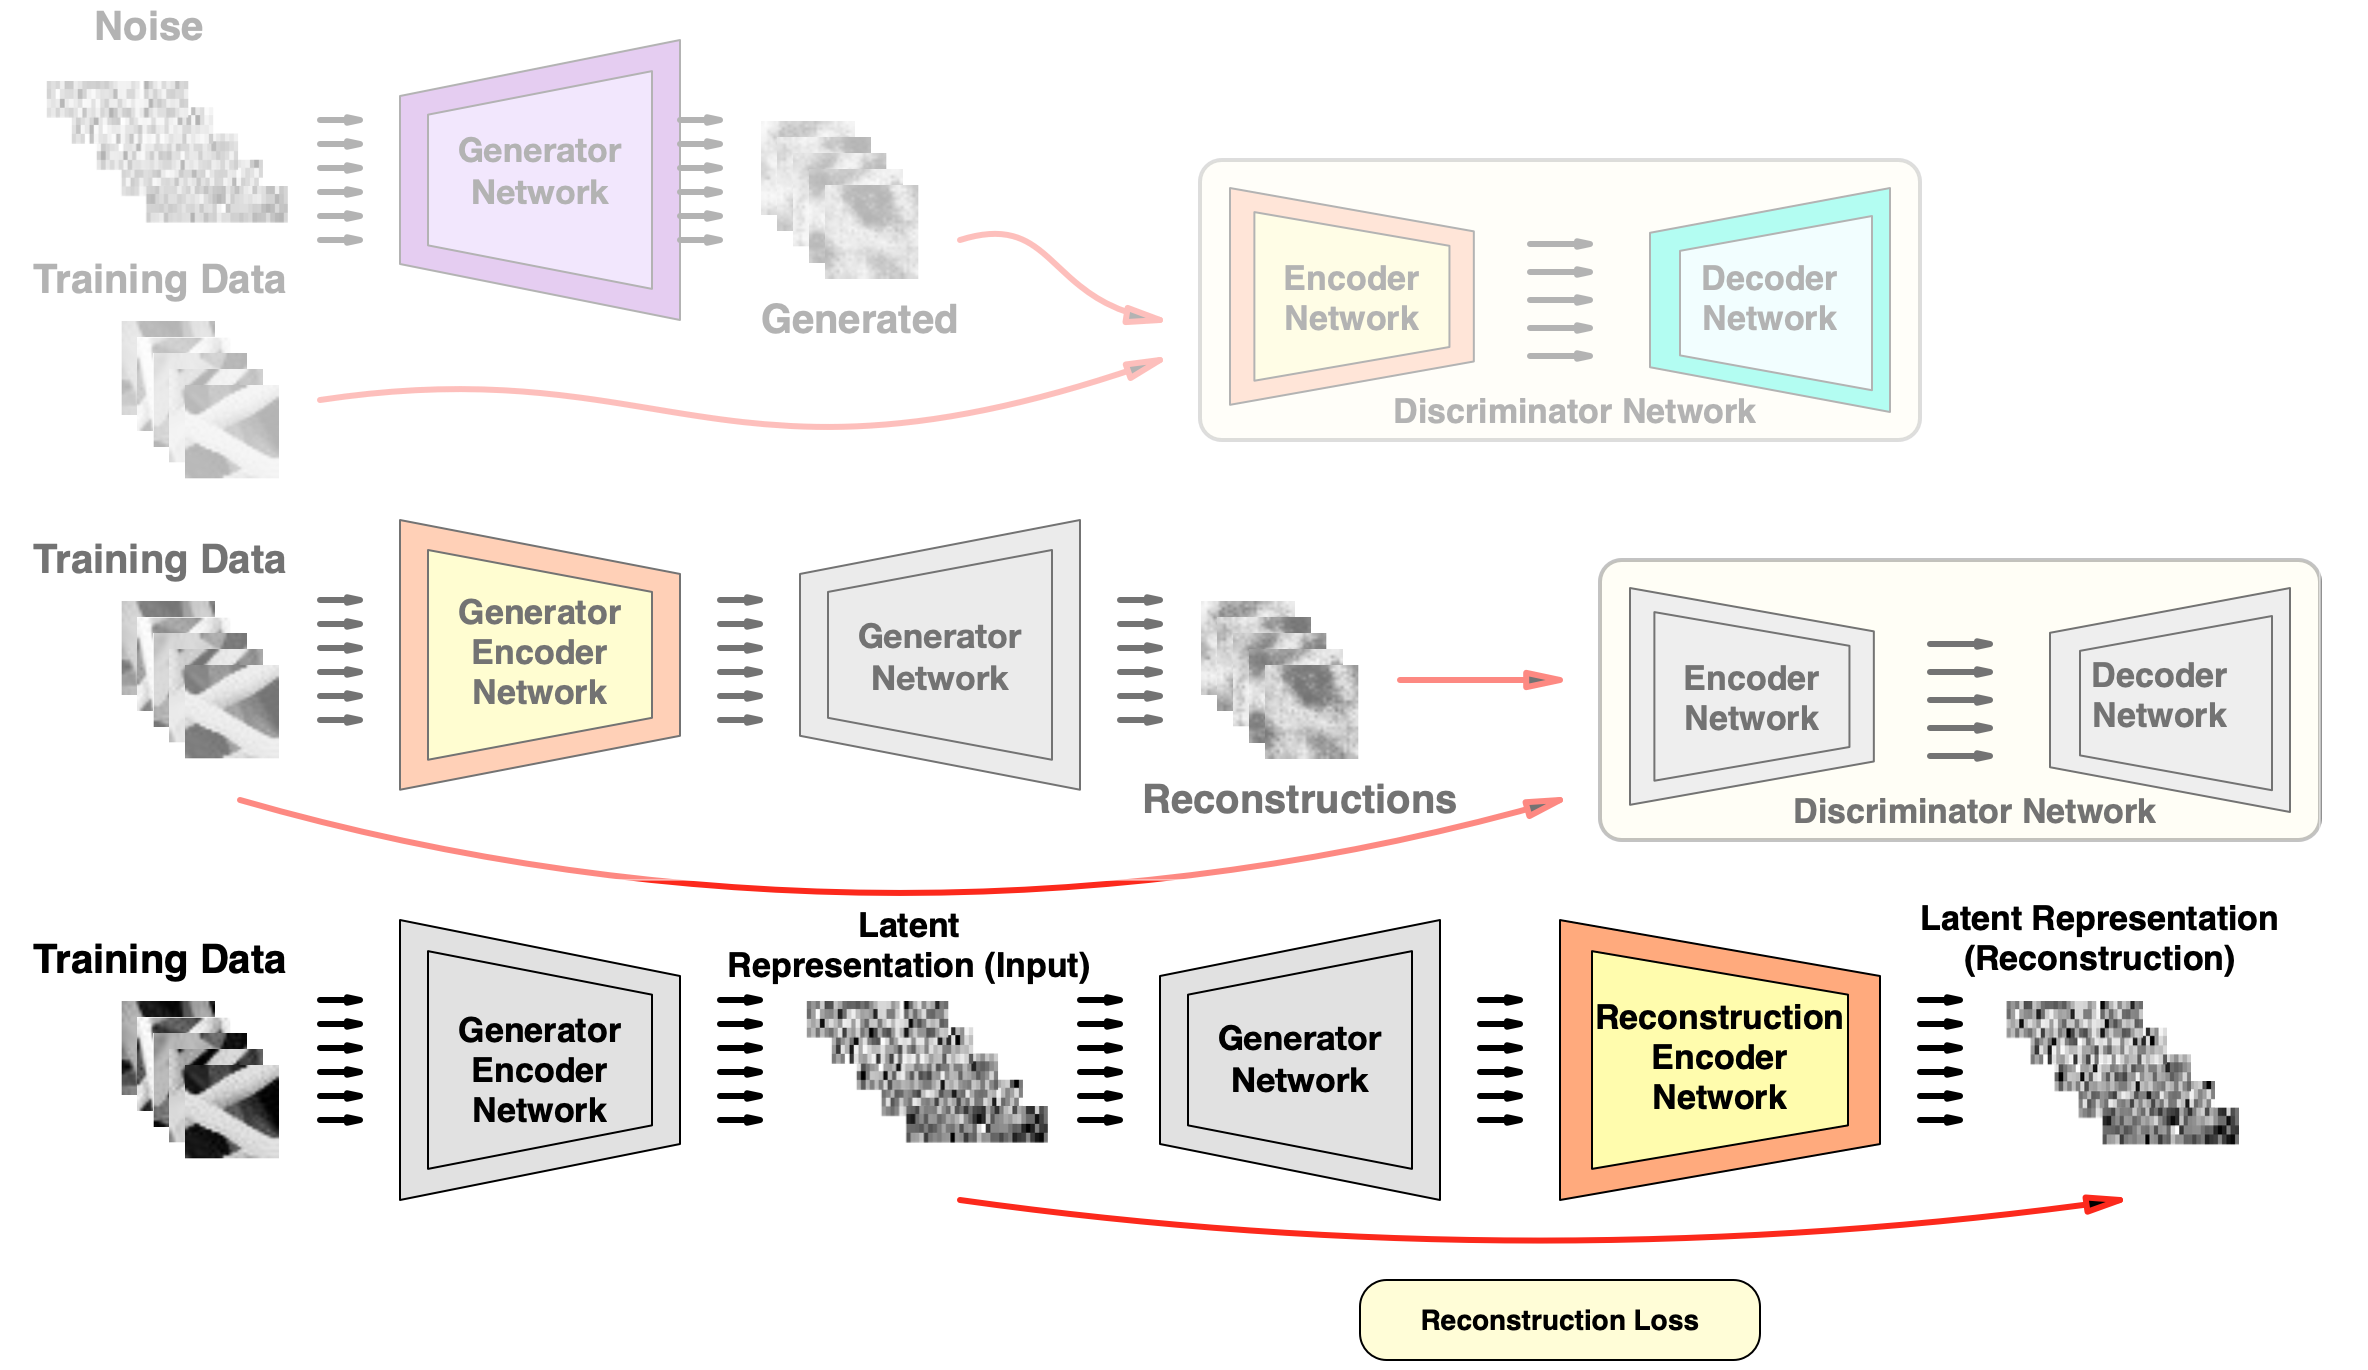 Noise
Generator
Network
Training Data
Generated
Encoder
Network
Decoder
Network
Discriminator Network
Training Data
Generator
Encoder
Network
Generator
Network
Reconstructions
Encoder
Network
Decoder
Network
Discriminator Network
Training Data
Generator
Encoder
Network
Latent
Representation (Input)
Generator
Network
Reconstruction
Encoder
Network
Latent Representation
(Reconstruction)
Reconstruction Loss